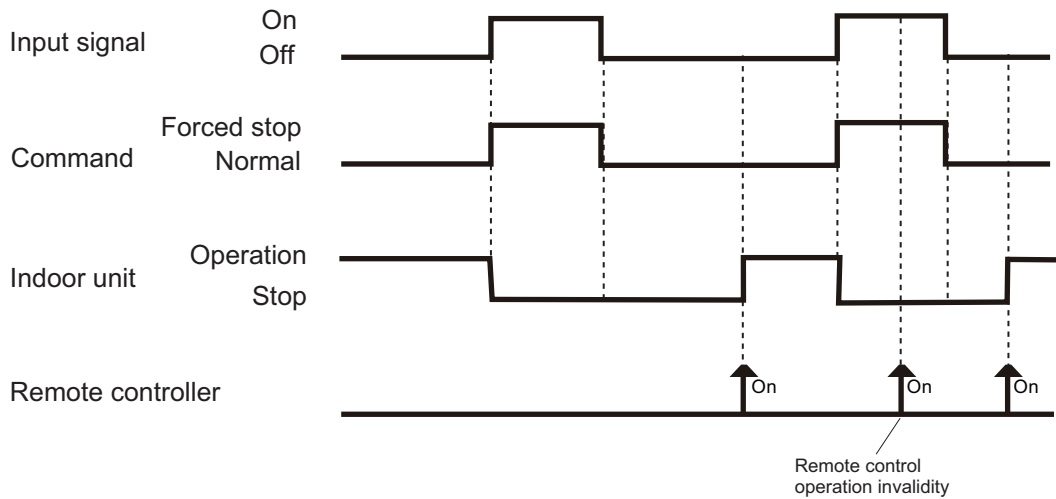 On
Input signal
Off
Forced stop
Command
Normal
Operation
Indoor unit
Stop
Remote controller
On
On
On
Remote control
operation invalidity